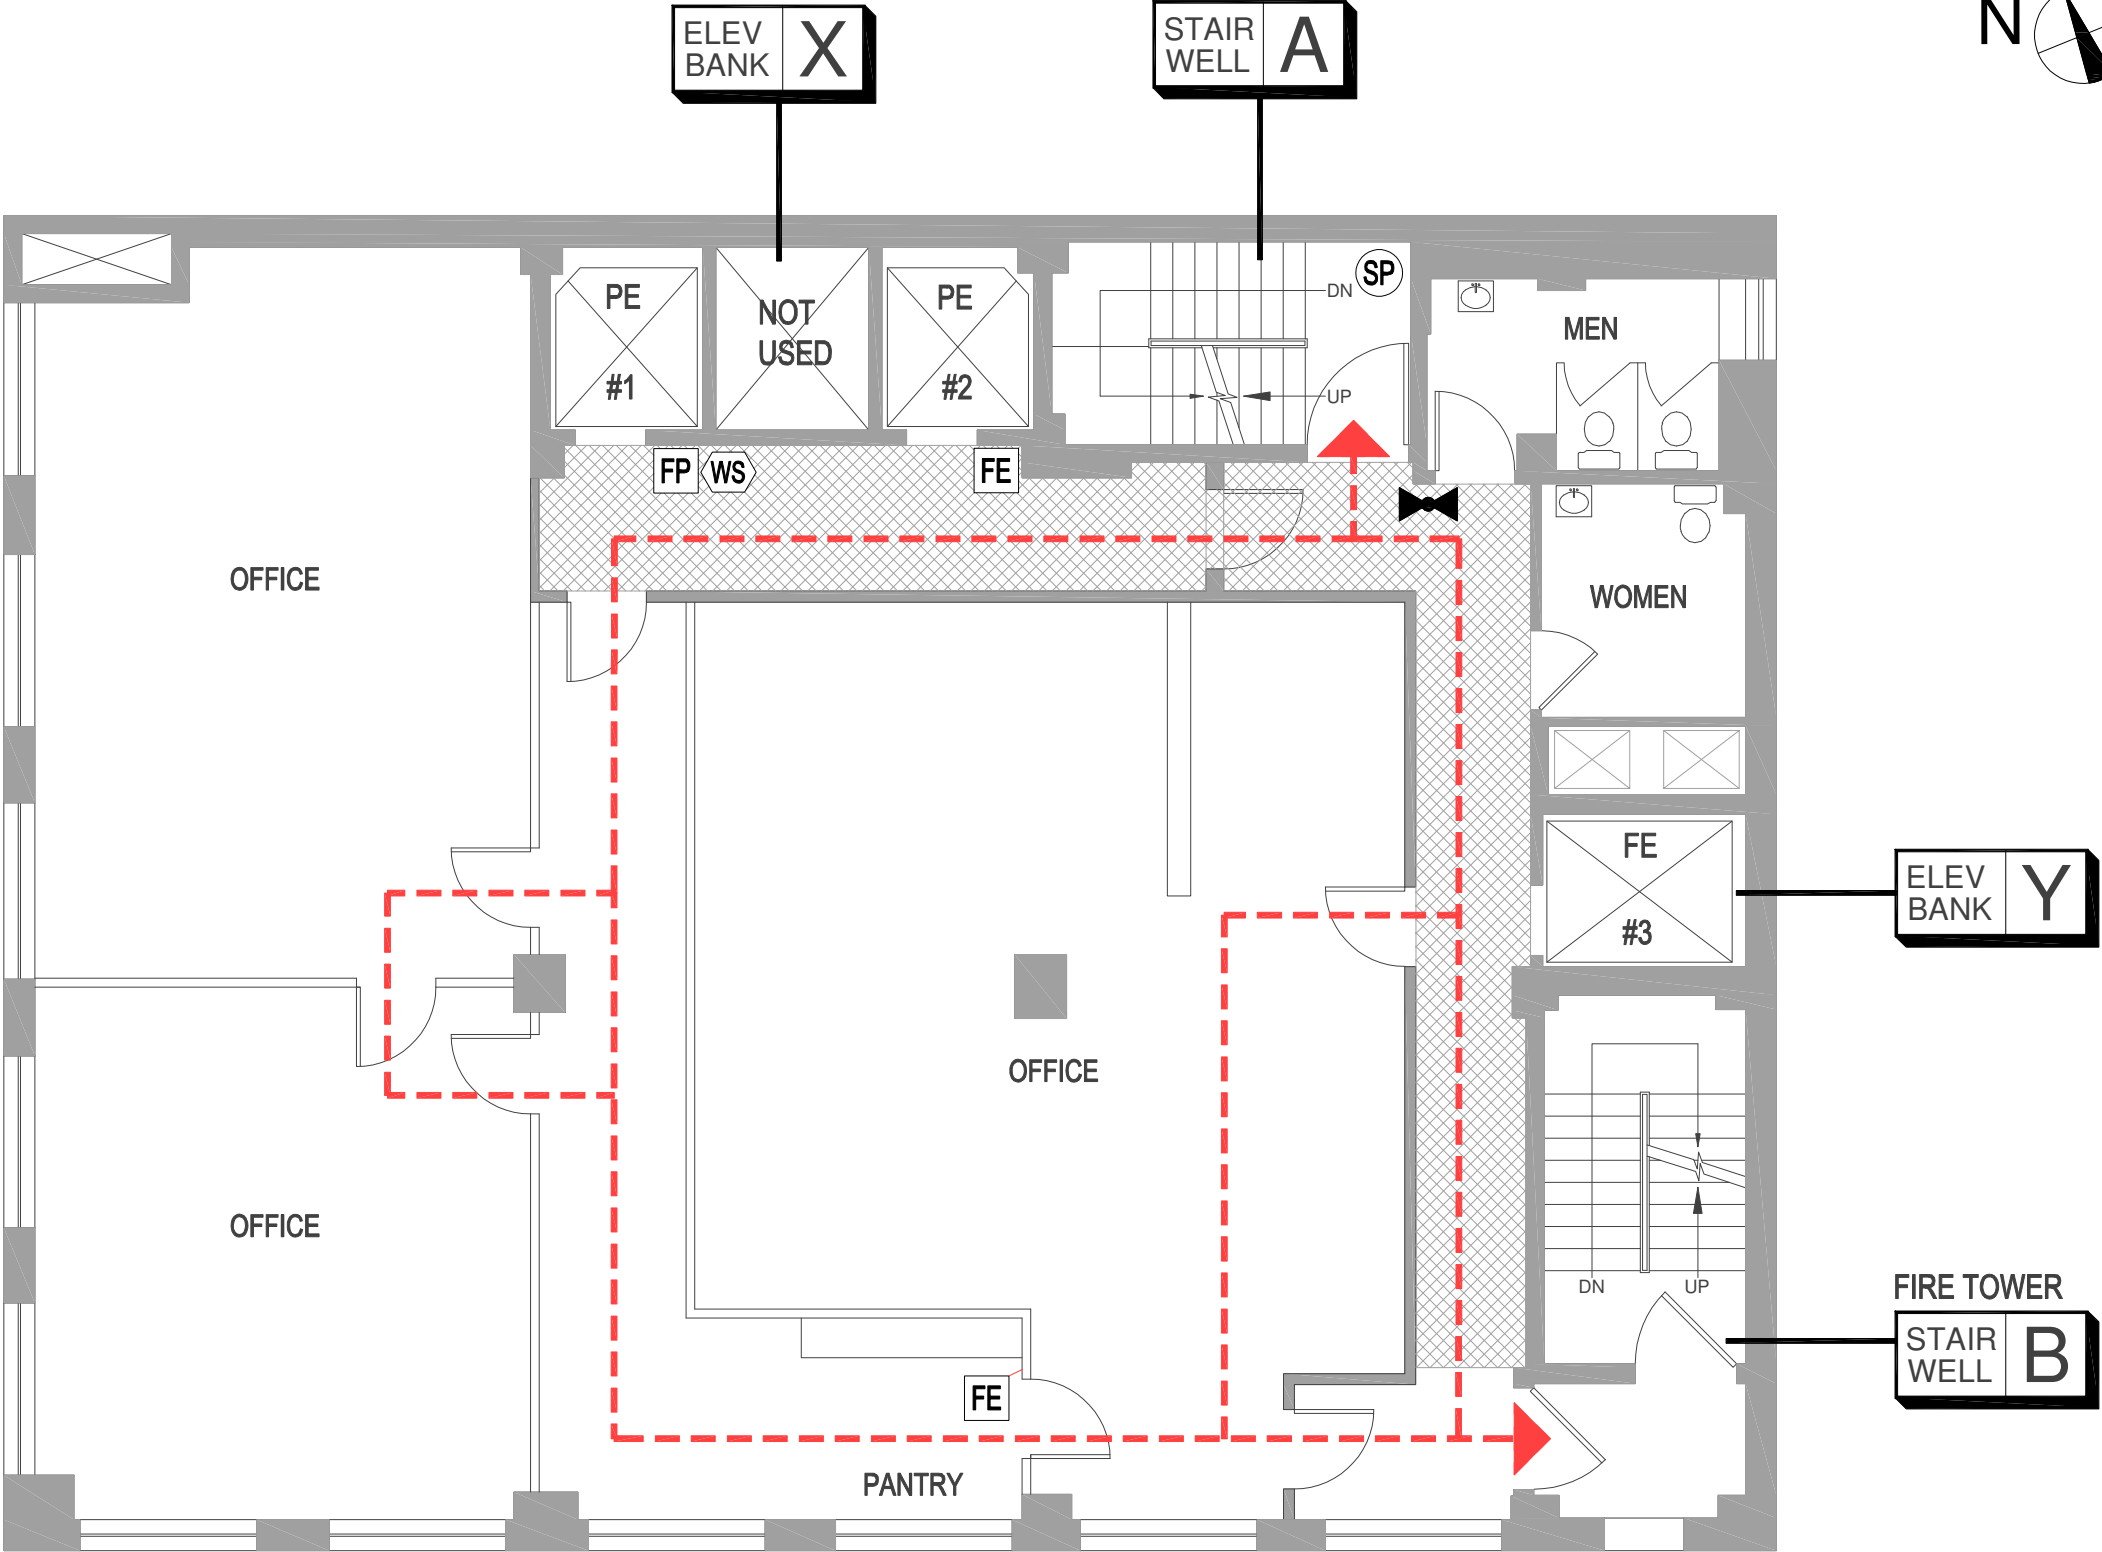 ELEV
BANK
X
STAIR
WELL
A
N
PE
#1
NOT
USED
PE
#2
DN
SP
UP
MEN
FP
WS
FE
OFFICE
WOMEN
FE
#3
ELEV
BANK
Y
OFFICE
OFFICE
DN
UP
FIRE TOWER
STAIR
WELL
B
FE
PANTRY